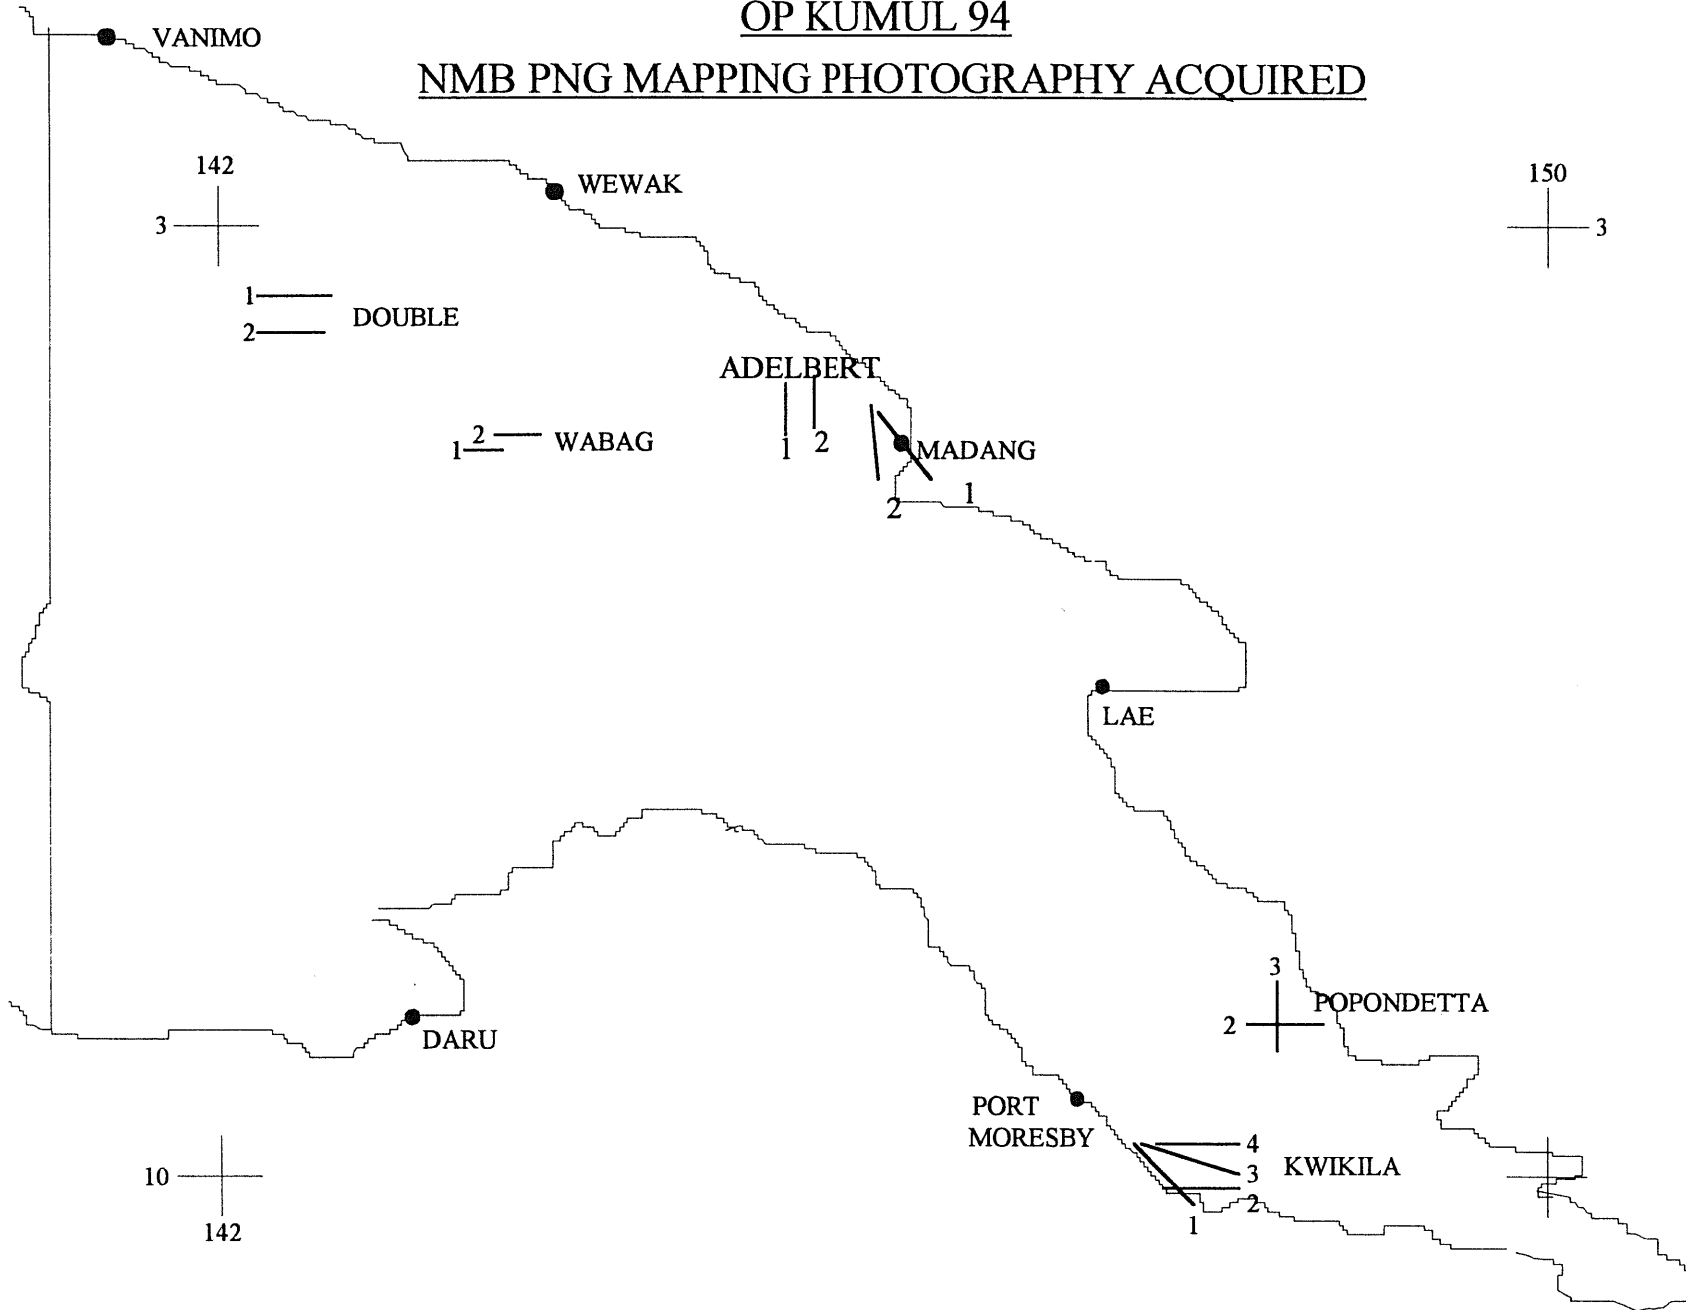 OP KUMUL 94
NMB PNG MAPPING PHOTOGRAPHY ACQUIRED
VANIMO
142
150
WEWAK
3
3
1
DOUBLE
2
ADELBERT
2
WABAG
1
1
2
MADANG
1
2
LAE
3
POPONDETTA
2
DARU
PORT
MORESBY
4
KWIKILA
3
10
2
1
142